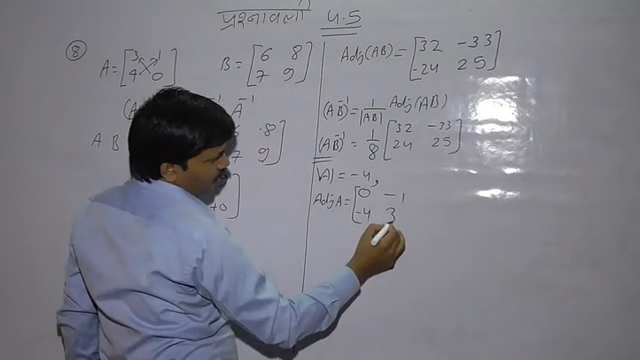 प्रश्नावली 4.5
⑧ A = [3 1 4 0] B = [6 8 7 9]
A B
8
7 9]
Adj(AB) = [32 -33 -24 25]
(AB)⁻¹ = 1/|AB| Adj(AB)
(AB)⁻¹ = 1/8 [32 -33 24 25]
|A| = -4,
Adj A = [0 -1 -4 3